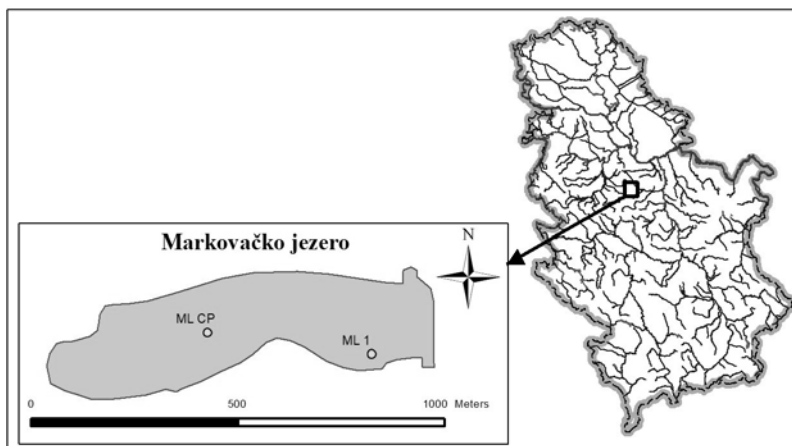 Markovačko jezero
N
ML CP
ML 1
0 500 1000 Meters